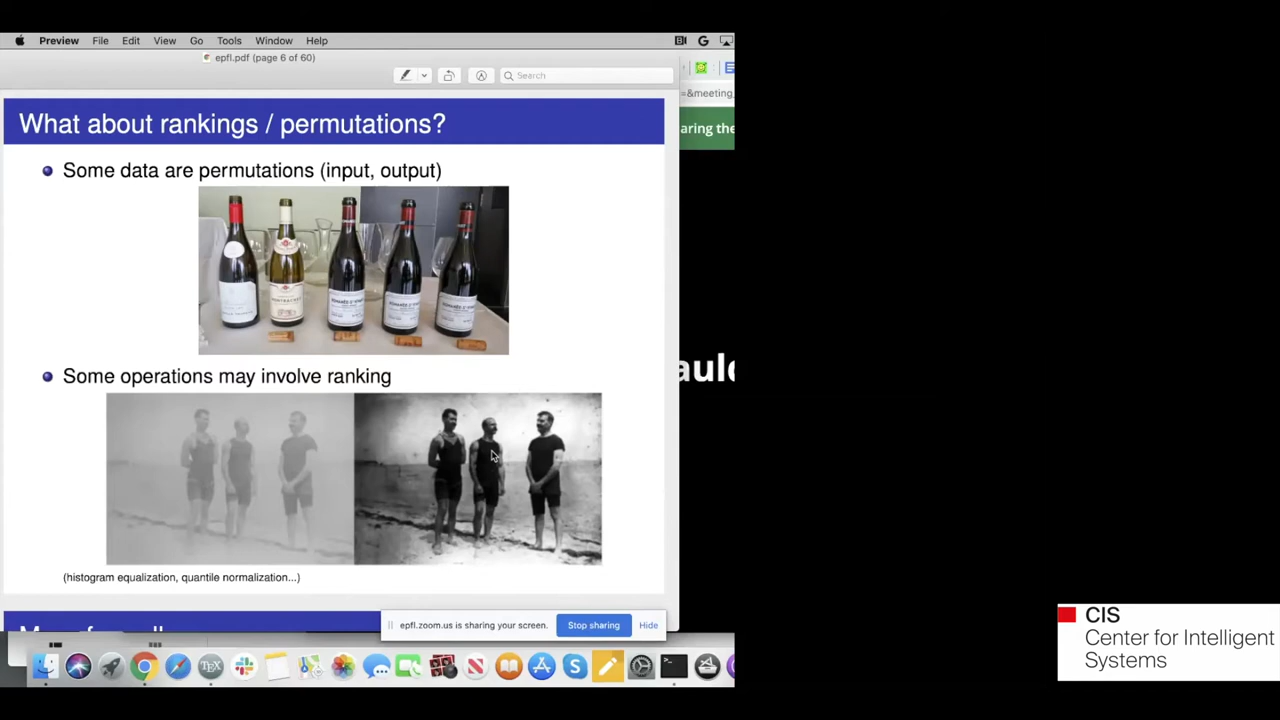 Preview File Edit View Go Tools Window Help
epfl.pdf (page 6 of 60)
Search
=&meeting_
aring the
What about rankings / permutations?
Some data are permutations (input, output)
Some operations may involve ranking
auld
(histogram equalization, quantile normalization...)
epfl.zoom.us is sharing your screen. Stop sharing Hide
CIS
Center for Intelligent
Systems